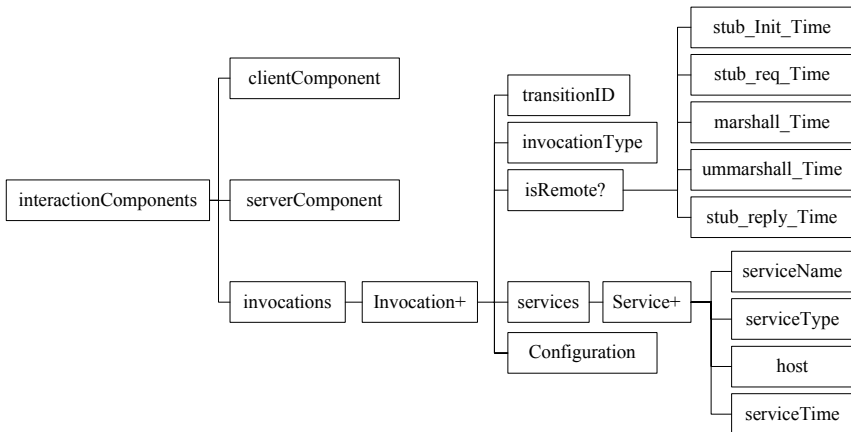 stub_Init_Time
clientComponent
stub_req_Time
transitionID
marshall_Time
invocationType
ummarshall_Time
interactionComponents
serverComponent
isRemote?
stub_reply_Time
serviceName
invocations
Invocation+
services
Service+
serviceType
Configuration
host
serviceTime